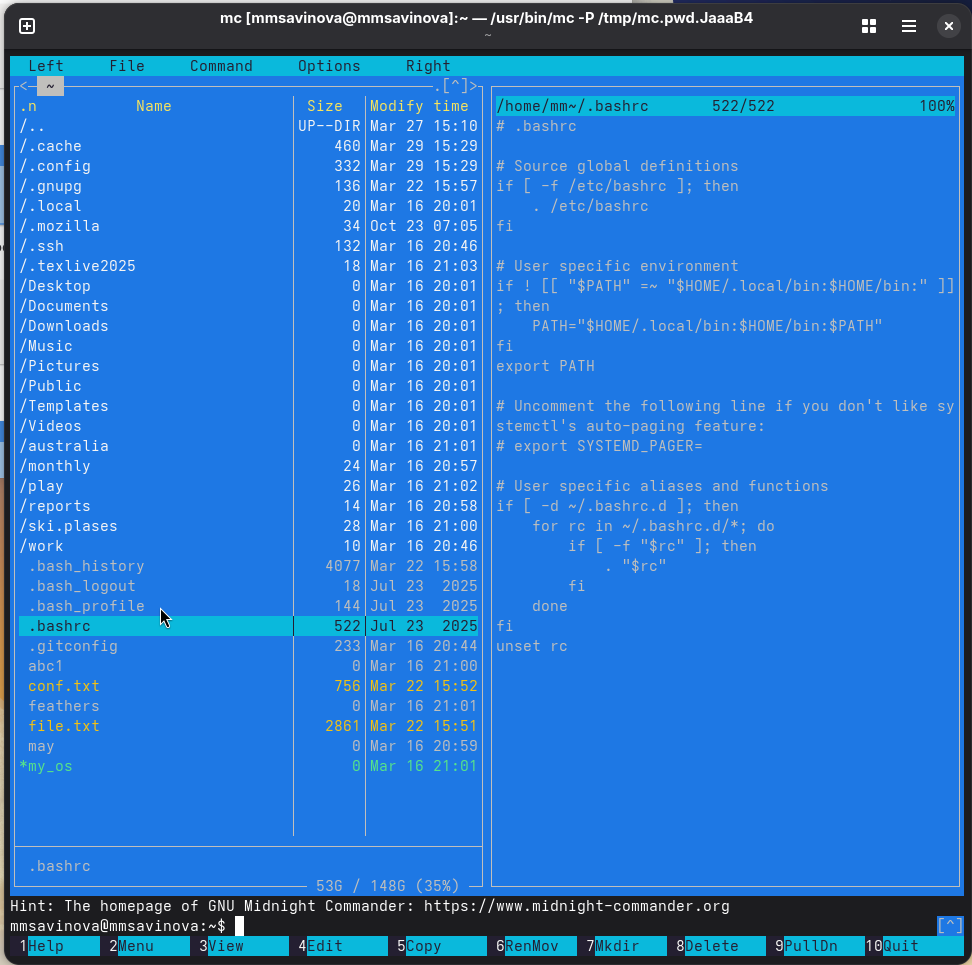 mc [mmsavinova@mmsavinova]:~ — /usr/bin/mc -P /tmp/mc.pwd.JaaaB4
~
Left File Command Options Right
<— ~ .[^]>
.n Name Size Modify time
/.. UP--DIR Mar 27 15:10
/.cache 460 Mar 29 15:29
/.config 332 Mar 29 15:29
/.gnupg 136 Mar 22 15:57
/.local 20 Mar 16 20:01
/.mozilla 34 Oct 23 07:05
/.ssh 132 Mar 16 20:46
/.texlive2025 18 Mar 16 21:03
/Desktop 0 Mar 16 20:01
/Documents 0 Mar 16 20:01
/Downloads 0 Mar 16 20:01
/Music 0 Mar 16 20:01
/Pictures 0 Mar 16 20:01
/Public 0 Mar 16 20:01
/Templates 0 Mar 16 20:01
/Videos 0 Mar 16 20:01
/australia 0 Mar 16 21:01
/monthly 24 Mar 16 20:57
/play 26 Mar 16 21:02
/reports 14 Mar 16 20:58
/ski.plases 28 Mar 16 21:00
/work 10 Mar 16 20:46
.bash_history 4077 Mar 22 15:58
.bash_logout 18 Jul 23 2025
.bash_profile 144 Jul 23 2025
.bashrc 522 Jul 23 2025
.gitconfig 233 Mar 16 20:44
abc1 0 Mar 16 21:00
conf.txt 756 Mar 22 15:52
feathers 0 Mar 16 21:01
file.txt 2861 Mar 22 15:51
may 0 Mar 16 20:59
*my_os 0 Mar 16 21:01
.bashrc
53G / 148G (35%)
/home/mm~/.bashrc 522/522 100%
# .bashrc

# Source global definitions
if [ -f /etc/bashrc ]; then
    . /etc/bashrc
fi

# User specific environment
if ! [[ "$PATH" =~ "$HOME/.local/bin:$HOME/bin:" ]]
; then
    PATH="$HOME/.local/bin:$HOME/bin:$PATH"
fi
export PATH

# Uncomment the following line if you don't like sy
stemctl's auto-paging feature:
# export SYSTEMD_PAGER=

# User specific aliases and functions
if [ -d ~/.bashrc.d ]; then
    for rc in ~/.bashrc.d/*; do
        if [ -f "$rc" ]; then
            . "$rc"
        fi
    done
fi
unset rc
Hint: The homepage of GNU Midnight Commander: https://www.midnight-commander.org
mmsavinova@mmsavinova:~$ [^]
1Help 2Menu 3View 4Edit 5Copy 6RenMov 7Mkdir 8Delete 9PullDn 10Quit